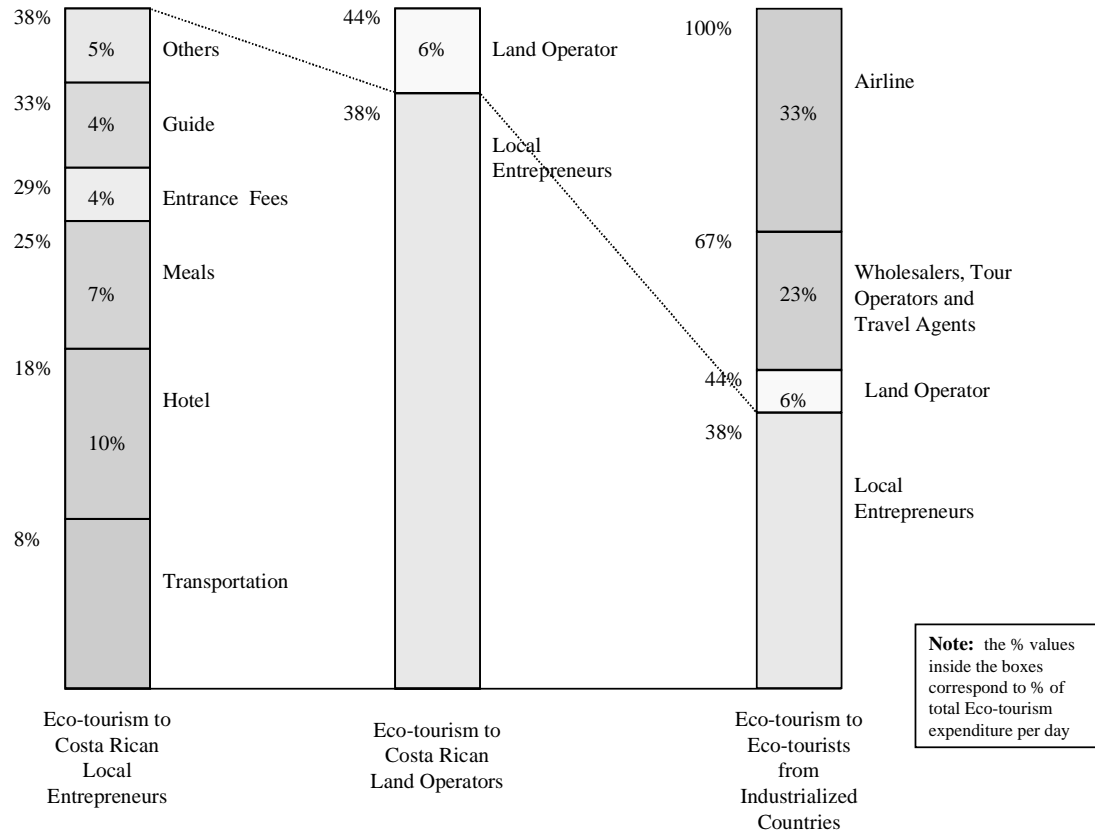 38%
5%
Others
33%
4%
Guide
29%
4%
Entrance Fees
25%
7%
Meals
18%
10%
Hotel
8%
Transportation
Eco-tourism to
Costa Rican
Local
Entrepreneurs
44%
6%
Land Operator
38%
Local
Entrepreneurs
Eco-tourism to
Costa Rican
Land Operators
100%
33%
Airline
67%
23%
Wholesalers, Tour
Operators and
Travel Agents
44%
6%
Land Operator
38%
Local
Entrepreneurs
Eco-tourism to
Eco-tourists
from
Industrialized
Countries
Note: the % values
inside the boxes
correspond to % of
total Eco-tourism
expenditure per day